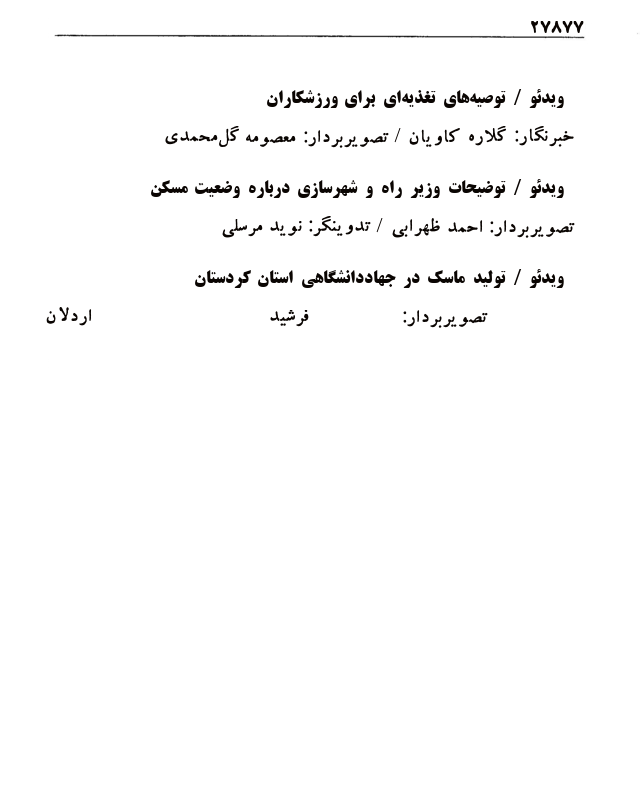 ۲۷۸۷۷
ویدئو / توصیه‌های تغذیه‌ای برای ورزشکاران
خبرنگار: گلاره کاویان / تصویربردار: معصومه گل‌محمدی
ویدئو / توضیحات وزیر راه و شهرسازی درباره وضعیت مسکن
تصویربردار: احمد ظهرابی / تدوینگر: نوید مرسلی
ویدئو / تولید ماسک در جهاددانشگاهی استان کردستان
تصویربردار: فرشید اردلان